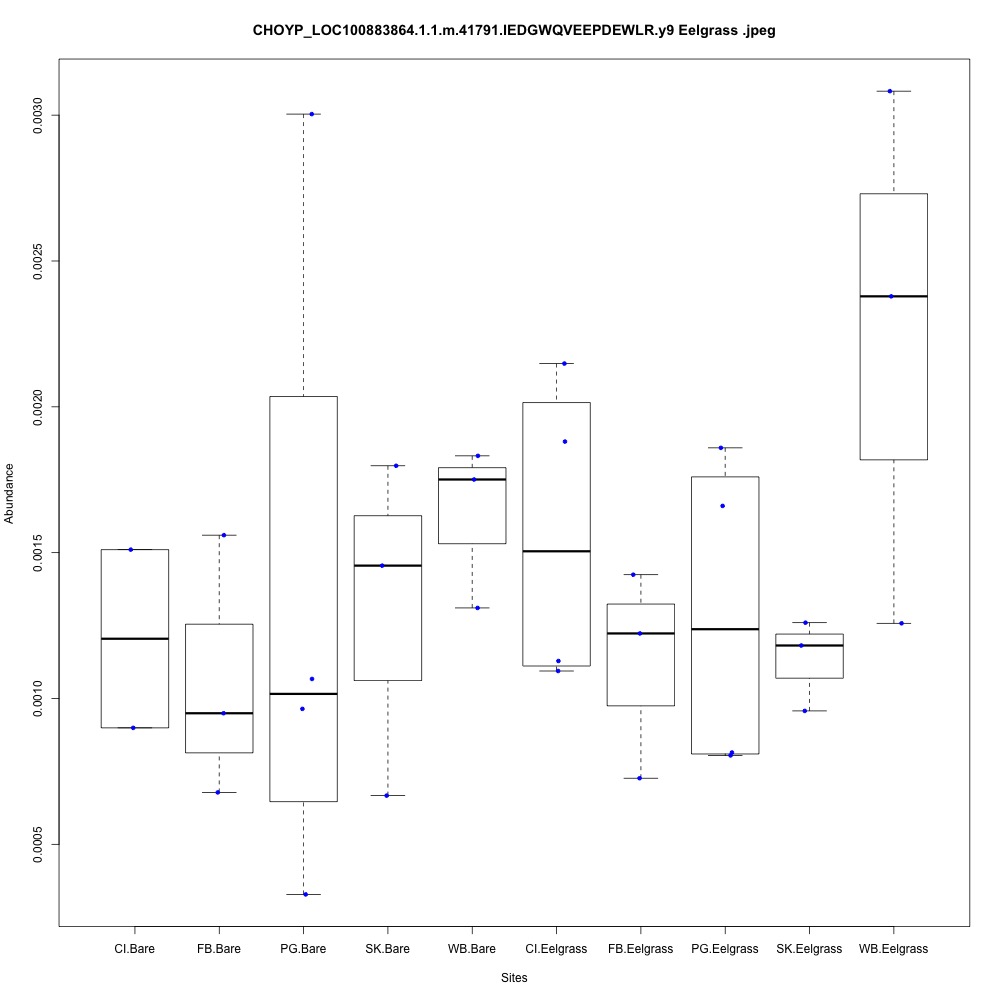 CHOYP_LOC100883864.1.1.m.41791.IEDGWQVEEPDEWLR.y9 Eelgrass .jpeg
Abundance
0.0030
0.0025
0.0020
0.0015
0.0010
0.0005
CI.Bare FB.Bare PG.Bare SK.Bare WB.Bare CI.Eelgrass FB.Eelgrass PG.Eelgrass SK.Eelgrass WB.Eelgrass
Sites